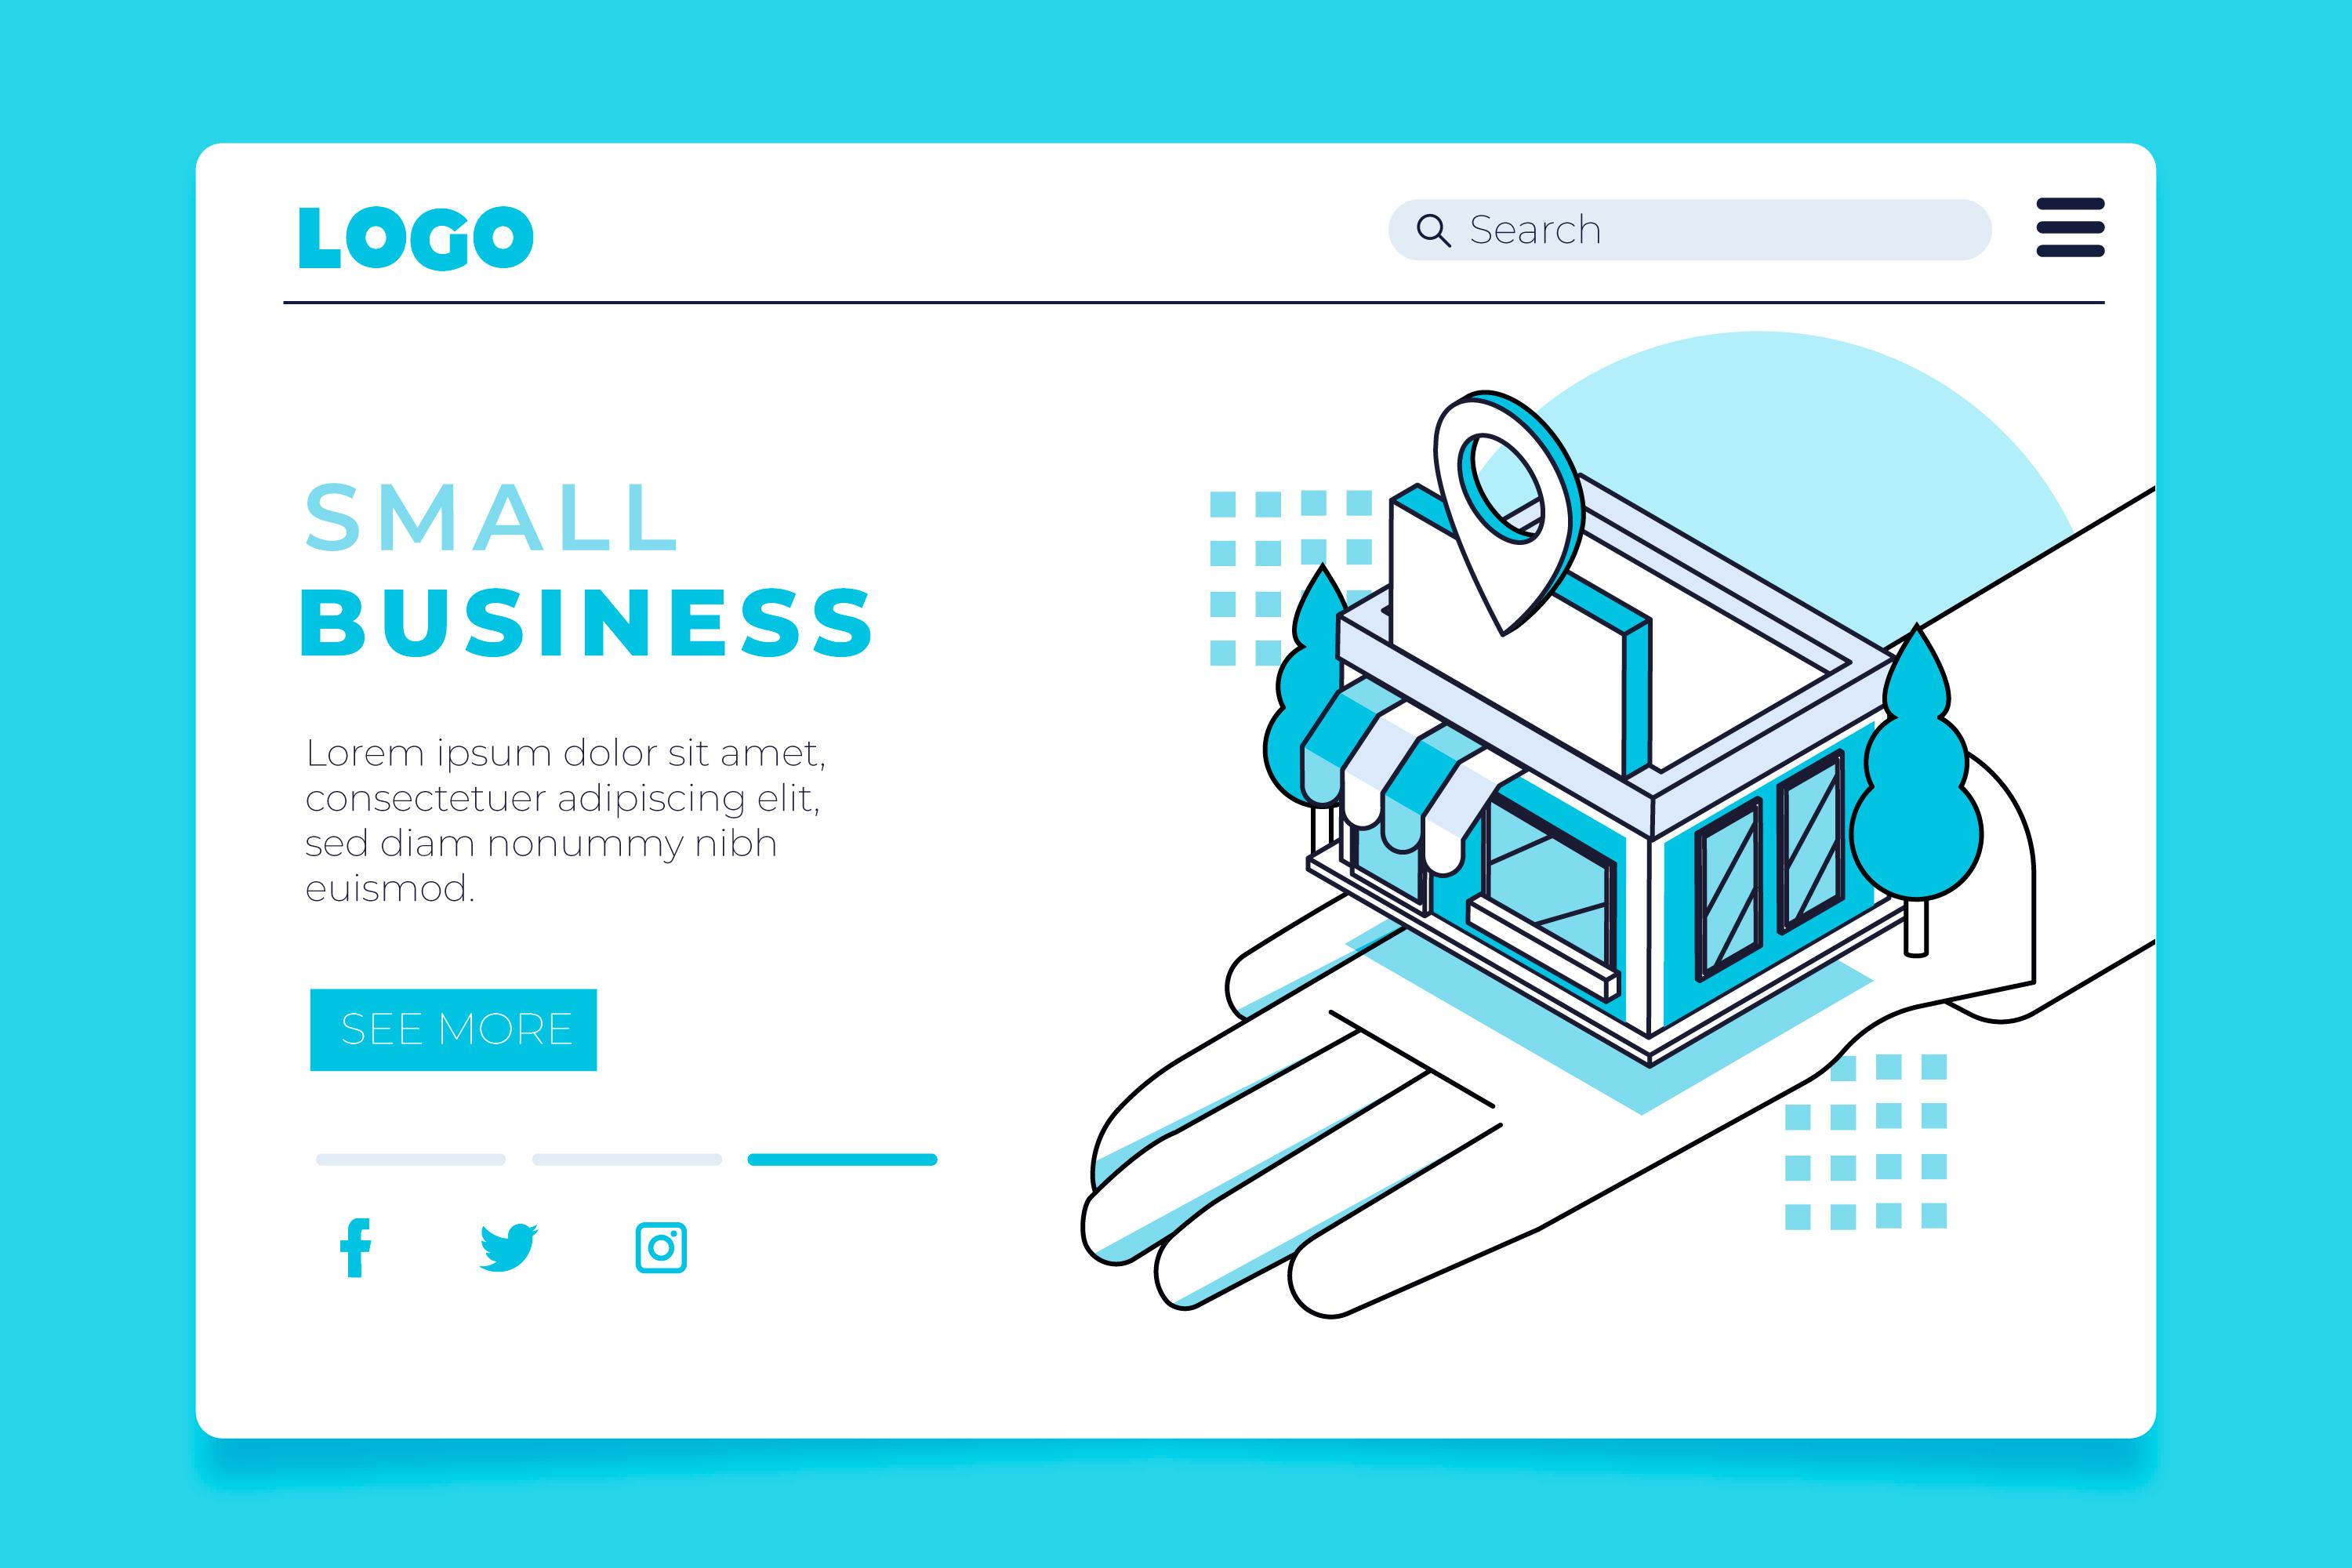 LOGO
Search
SMALL
BUSINESS
Lorem ipsum dolor sit amet,
consectetuer adipiscing elit,
sed diam nonummy nibh
euismod.
SEE MORE